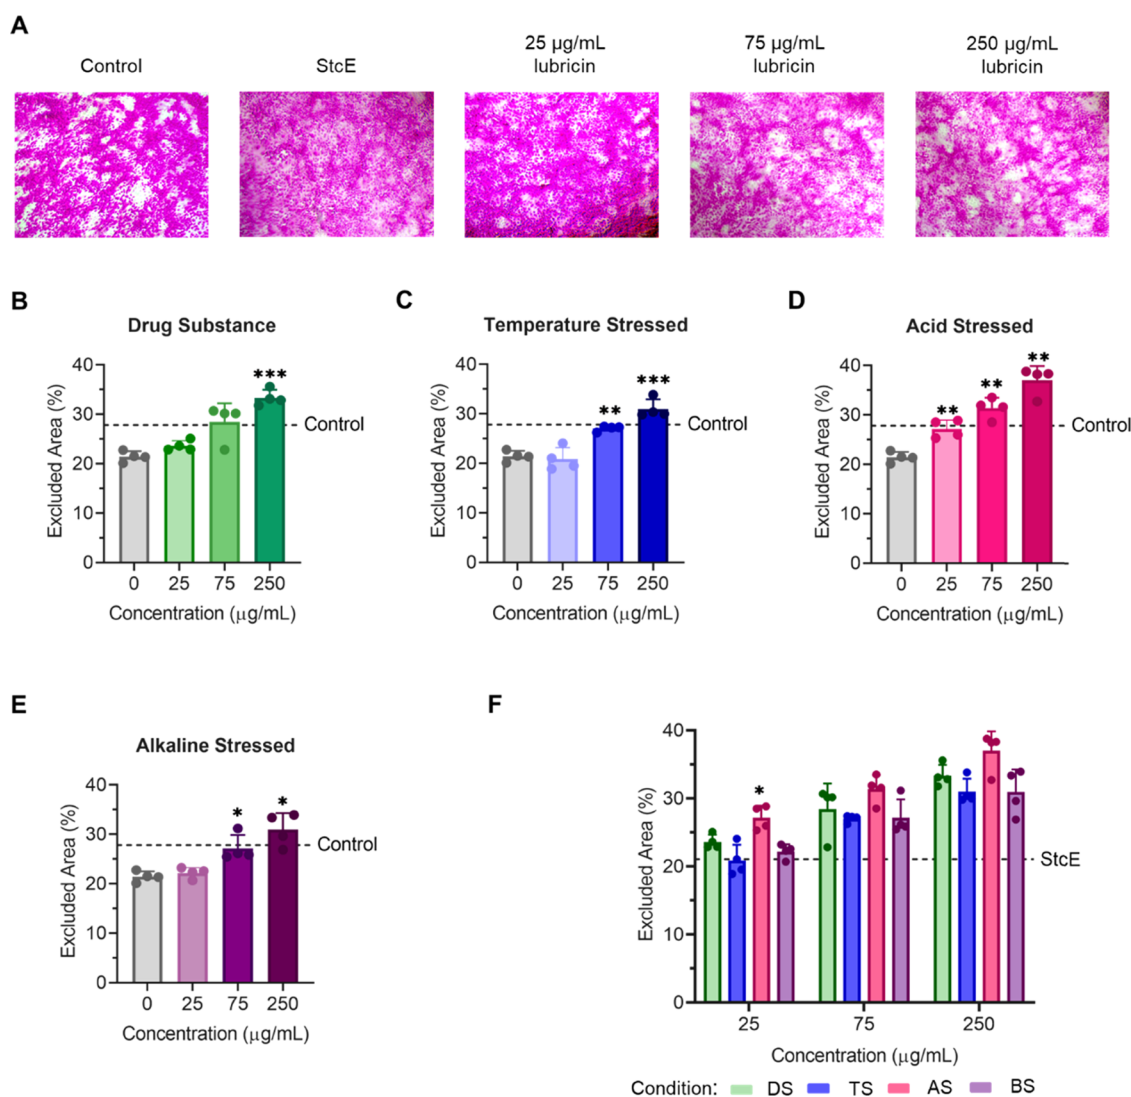 A
Control
StcE
25 μg/mL
lubricin
75 μg/mL
lubricin
250 μg/mL
lubricin
B
Drug Substance
***
40
30
20
10
0
Excluded Area (%)
Control
0 25 75 250
Concentration (μg/mL)
C
Temperature Stressed
** ***
40
30
20
10
0
Excluded Area (%)
Control
0 25 75 250
Concentration (μg/mL)
D
Acid Stressed
** ** **
40
30
20
10
0
Excluded Area (%)
Control
0 25 75 250
Concentration (μg/mL)
E
Alkaline Stressed
* *
40
30
20
10
0
Excluded Area (%)
Control
0 25 75 250
Concentration (μg/mL)
F
*
40
30
20
10
0
Excluded Area (%)
StcE
25 75 250
Concentration (μg/mL)
Condition: DS TS AS BS